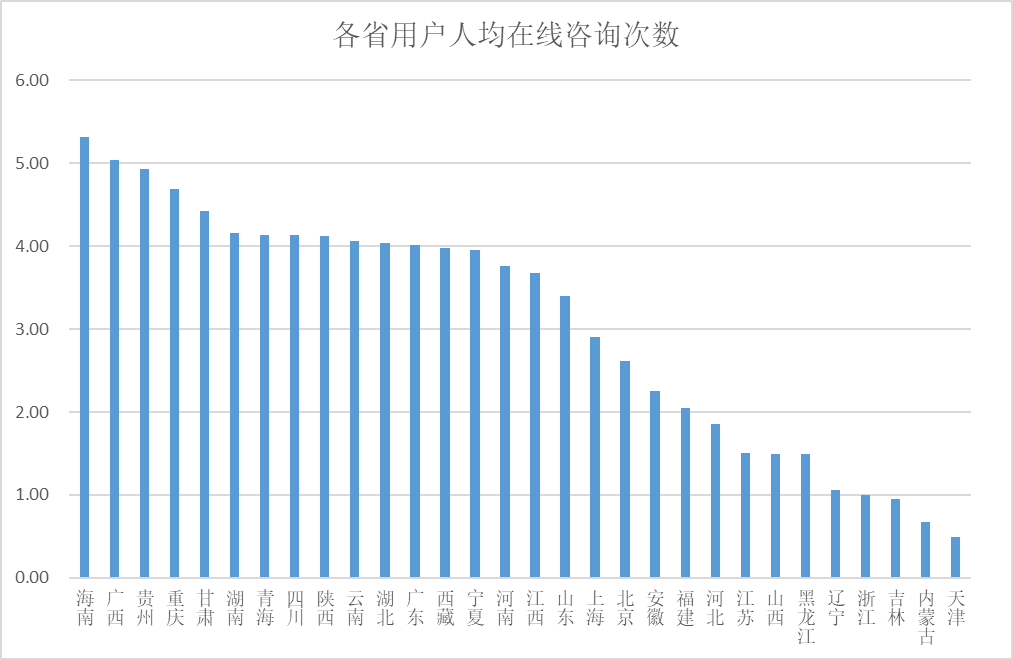 各省用户人均在线咨询次数
6.00
5.00
4.00
3.00
2.00
1.00
0.00
海南
广西
贵州
重庆
甘肃
湖南
青海
四川
陕西
云南
湖北
广东
西藏
宁夏
河南
江西
山东
上海
北京
安徽
福建
河北
江苏
山西
黑龙江
辽宁
浙江
吉林
内蒙古
天津